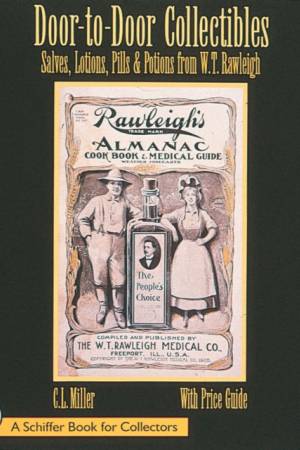 Door-to-Door Collectibles
Salves, Lotions, Pills & Potions from W.T. Rawleigh
Rawleigh's
TRADE MARK
ALMANAC
COOK BOOK & MEDICAL GUIDE
WEATHER FORECASTS
The
People's
Choice
COMPILED AND PUBLISHED BY
THE W.T. RAWLEIGH MEDICAL CO.,
FREEPORT, ILL., U.S.A.
C.L. Miller
With Price Guide
A Schiffer Book for Collectors